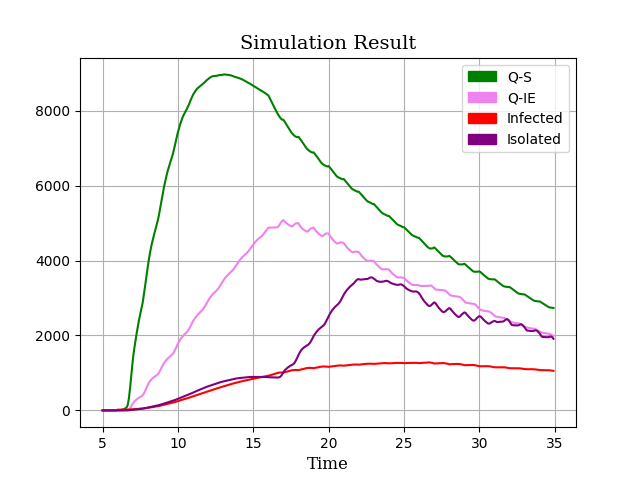 Simulation Result
8000
6000
4000
2000
0
Q-S
Q-IE
Infected
Isolated
5 10 15 20 25 30 35
Time